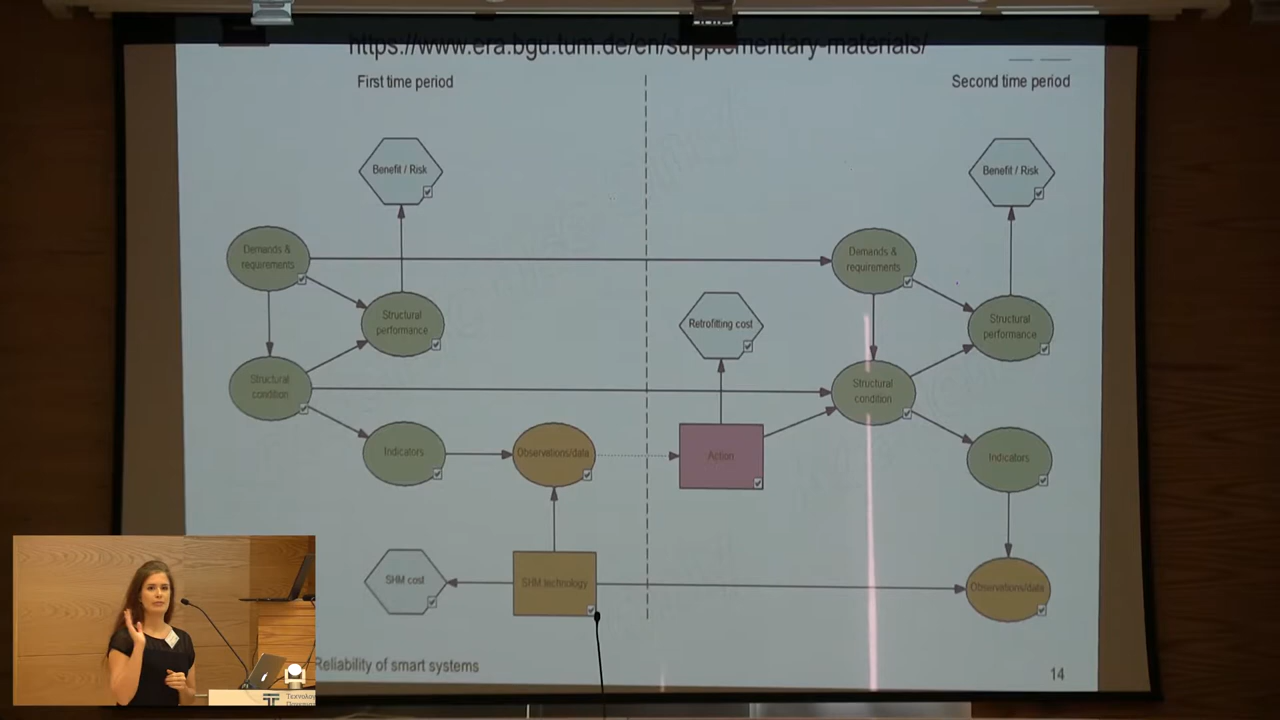 https://www.era.bgu.tum.de/en/supplementary-materials/
First time period
Second time period
Benefit / Risk
Benefit / Risk
Demands &
requirements
Demands &
requirements
Structural
performance
Retrofitting cost
Structural
performance
Structural
condition
Structural
condition
Indicators
Observations/data
Action
Indicators
SHM cost
SHM technology
Observations/data
Reliability of smart systems
14